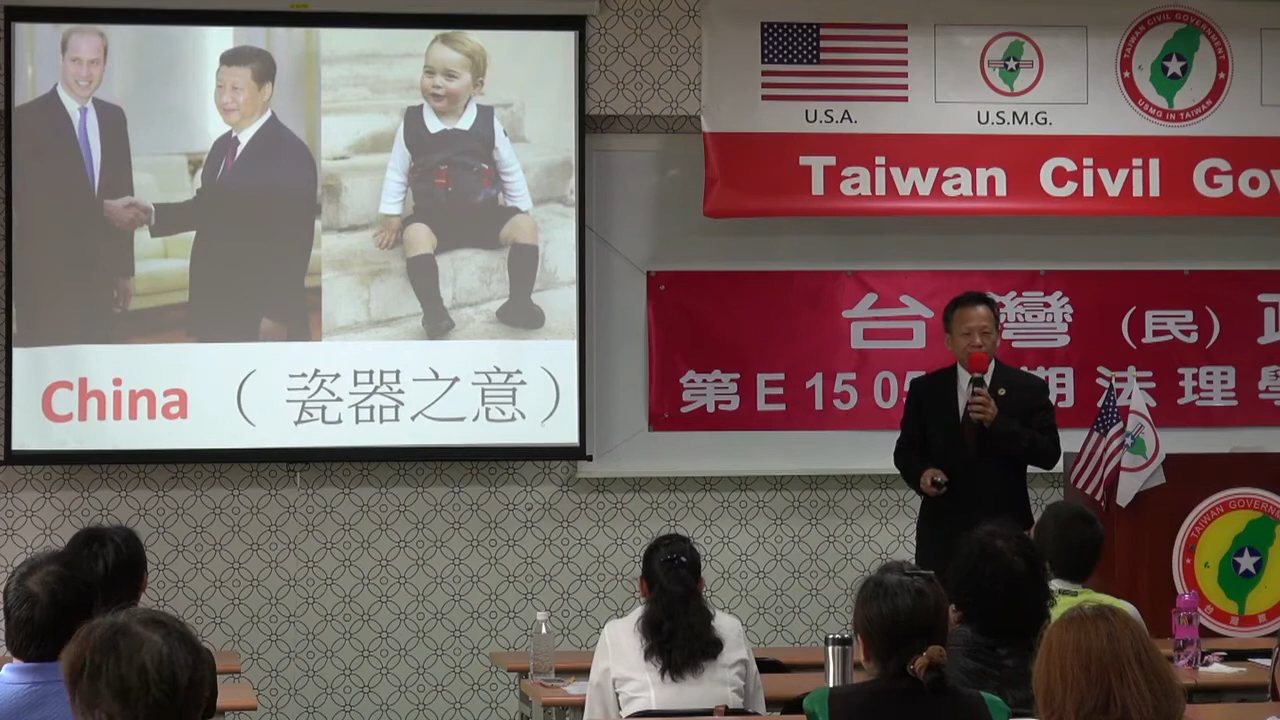 China （瓷器之意）
U.S.A.
U.S.M.G.
TAIWAN CIVIL GOVERNMENT
USMG IN TAIWAN
Taiwan Civil Gov
台灣（民）正
第E 15 05 期法理學
TAIWAN GOVERNMENT